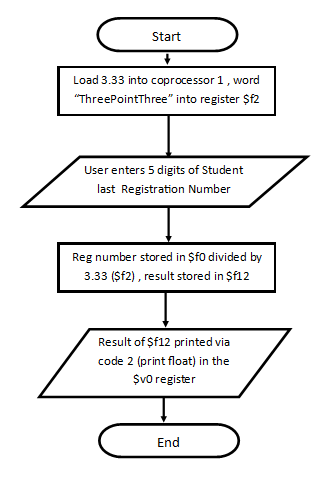 Start
Load 3.33 into coprocessor 1 , word
“ThreePointThree” into register $f2
User enters 5 digits of Student
last Registration Number
Reg number stored in $f0 divided by
3.33 ($f2) , result stored in $f12
Result of $f12 printed via
code 2 (print float) in the
$v0 register
End